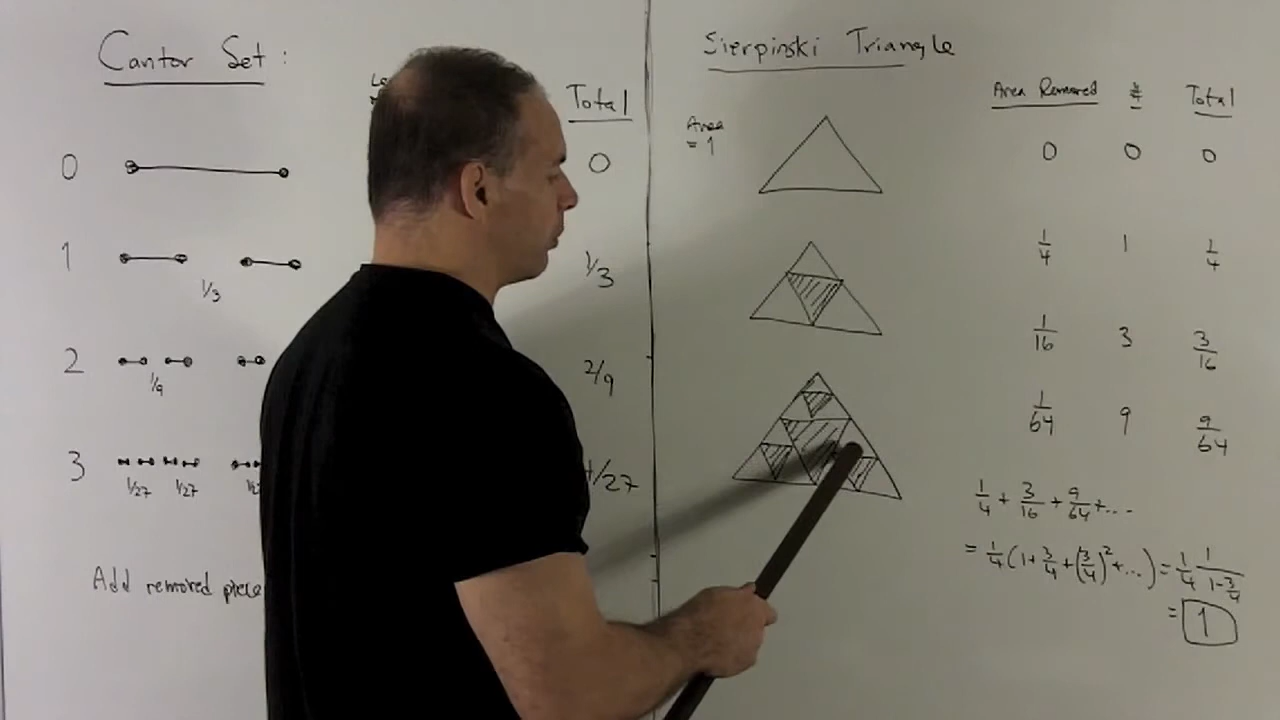 Cantor Set :
Total
0
0
1
1/3
1/3
2
1/9
2/9
3
1/27 1/27
/27
Add removed piece
Sierpinski Triangle
Area Removed # Total
Area
= 1
0 0 0
1/4 1 1/4
1/16 3 3/16
1/64 9 9/64
1/4 + 3/16 + 9/64 + ...
= 1/4 (1 + 3/4 + (3/4)² + ...) = 1/4 1/(1-3/4)
= 1